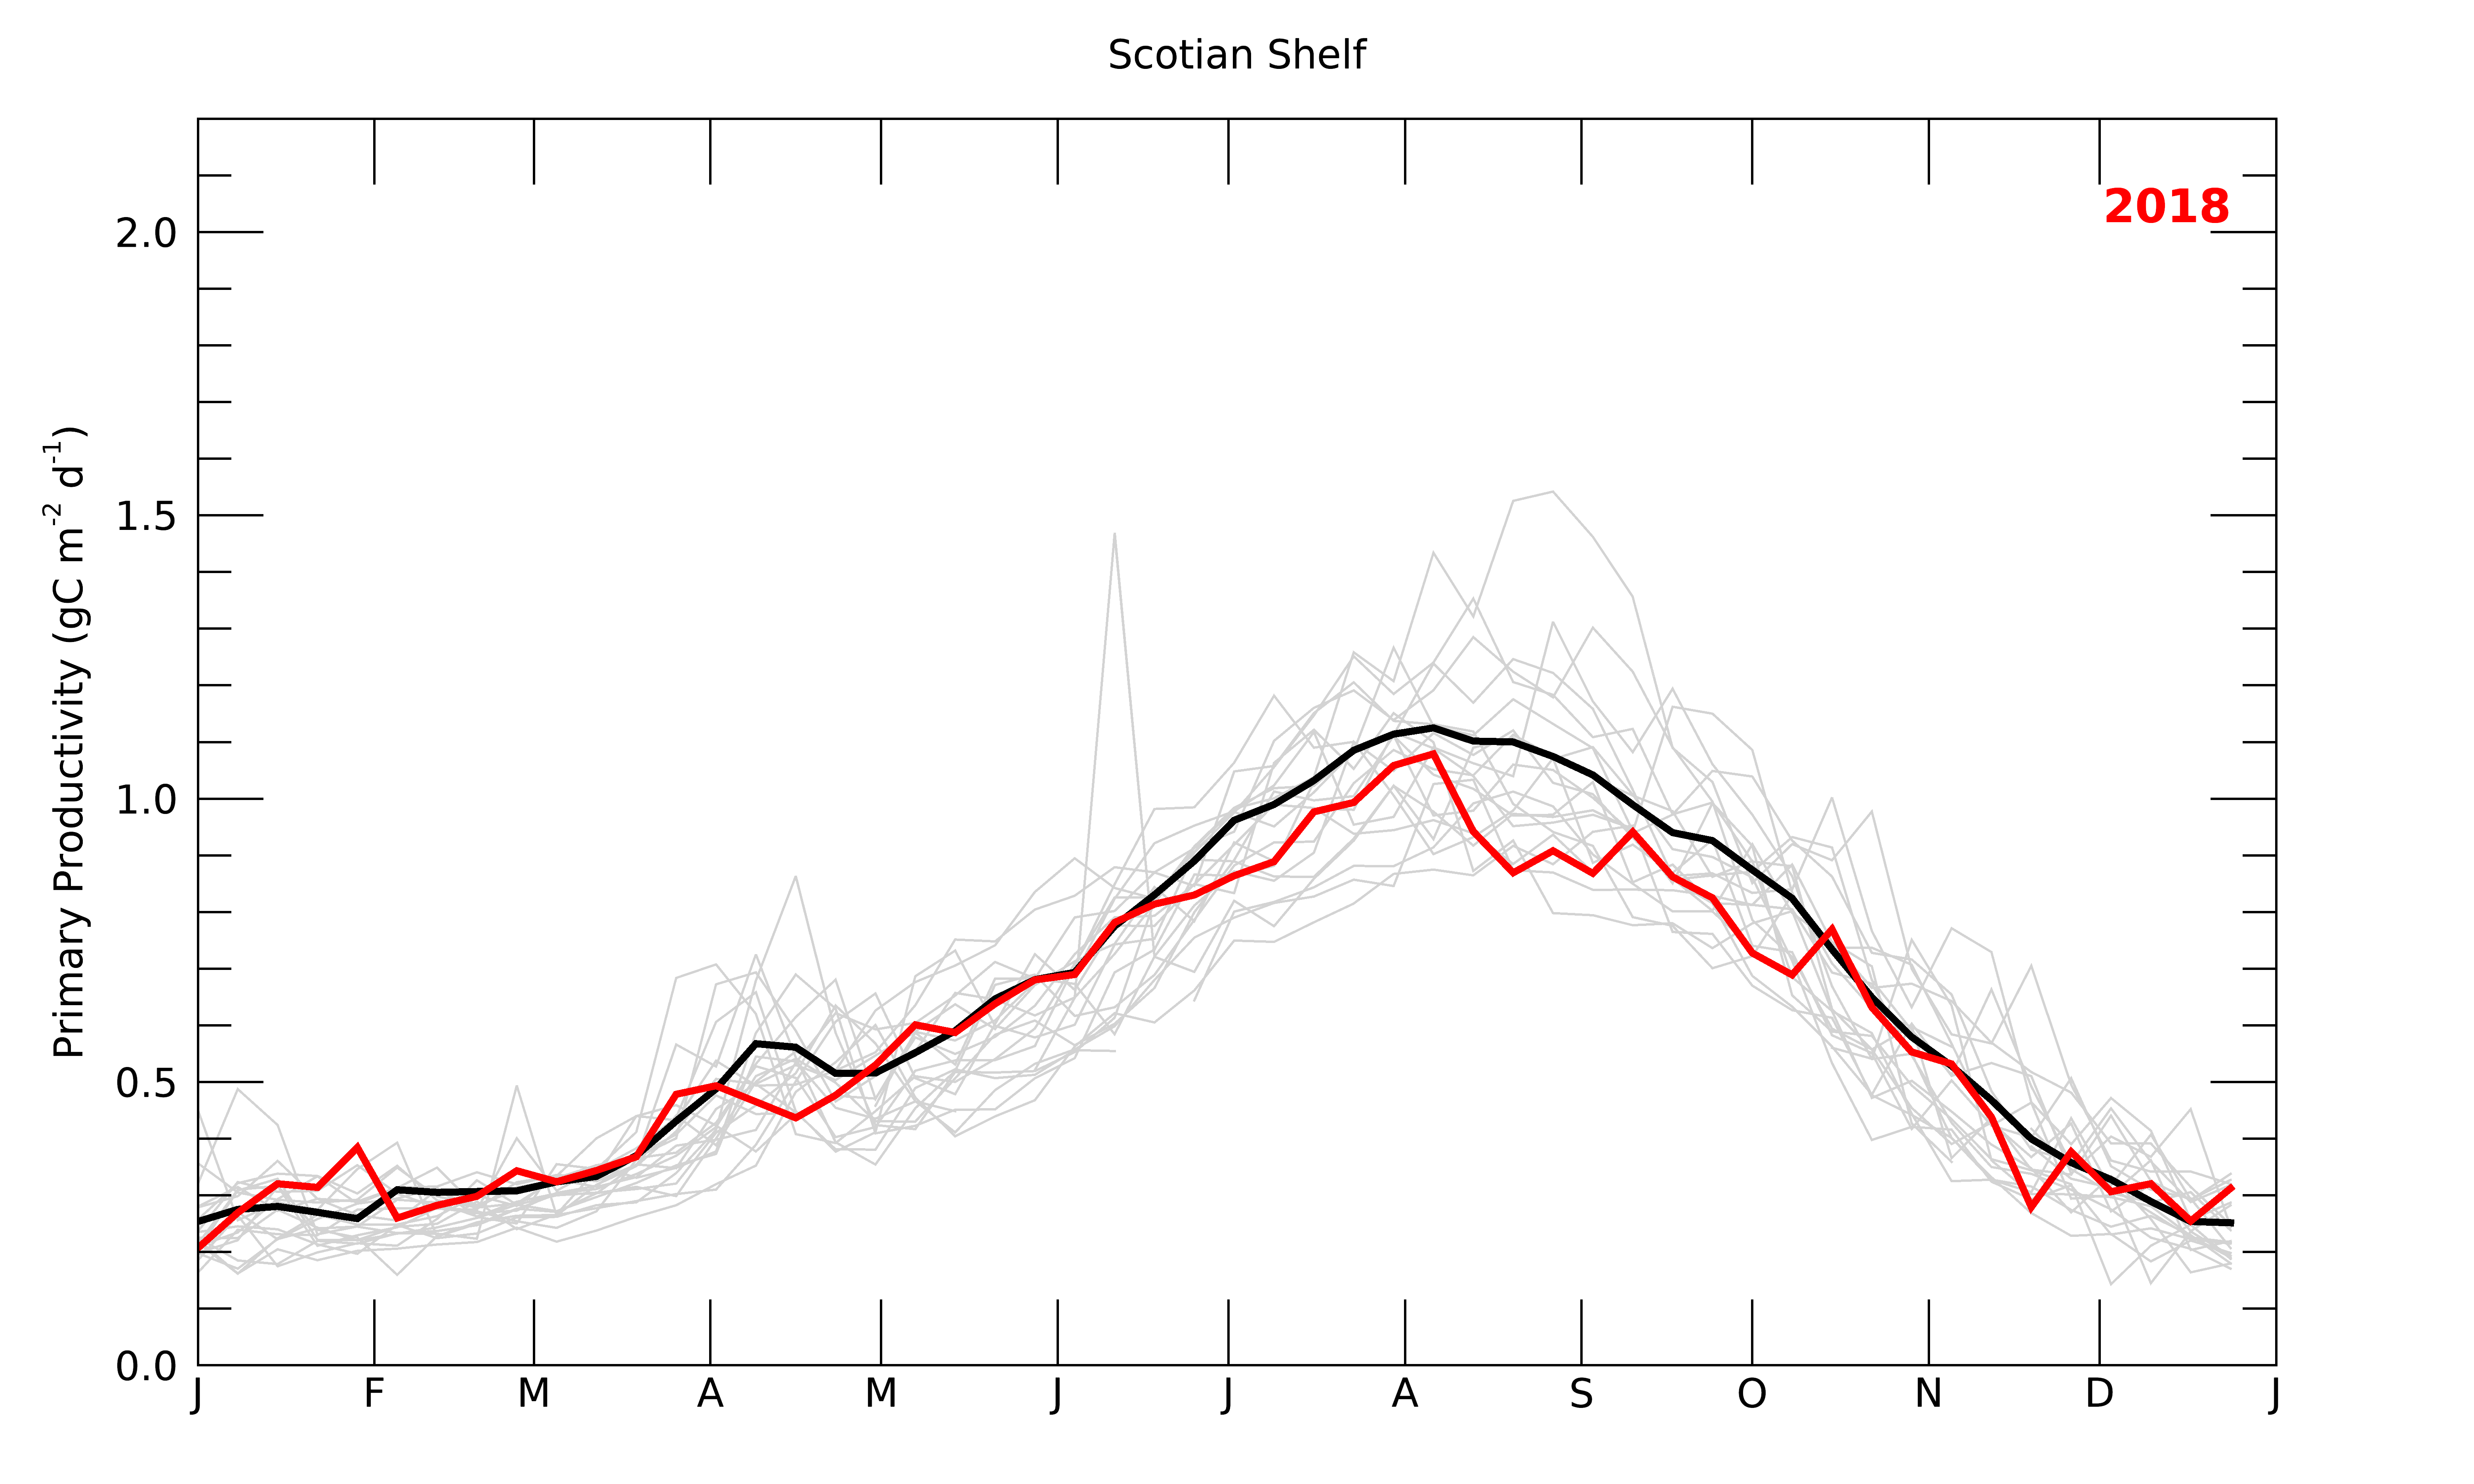 Scotian Shelf
2018
Primary Productivity (gC m-2 d-1)
2.0
1.5
1.0
0.5
0.0
J F M A M J J A S O N D J